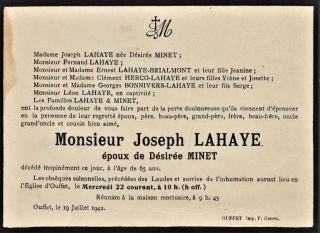 Madame Joseph LAHAYE née Désirée MINET ;
Monsieur Fernand LAHAYE ;
Monsieur et Madame Ernest LAHAYE-BRIALMONT et leur fille Jeanine ;
Monsieur et Madame Clément HERCO-LAHAYE et leurs filles Yrène et Josette ;
Monsieur et Madame Georges BONNIVERS-LAHAYE et leur fils Serge ;
Monsieur Léon LAHAYE, en captivité ;
Les Familles LAHAYE & MINET,
ont la profonde douleur de vous faire part de la perte douloureuse qu'ils viennent d'éprouver
en la personne de leur regretté époux, père, beau-père, grand-père, frère, beau-frère, oncle
grand'oncle et cousin bien aimé,
Monsieur Joseph LAHAYE,
époux de Désirée MINET
décédé inopinément ce jour, à l'âge de 65 ans.
Les obsèques solennelles, précédées des Laudes et suivies de l'inhumation auront lieu en
l'Eglise d'Ouffet, le Mercredi 22 courant, à 10 h. (h off.)
Réunion à la maison mortuaire, à 9 h. 45
Ouffet, le 19 Juillet 1942.
OUFFET Imp. F.